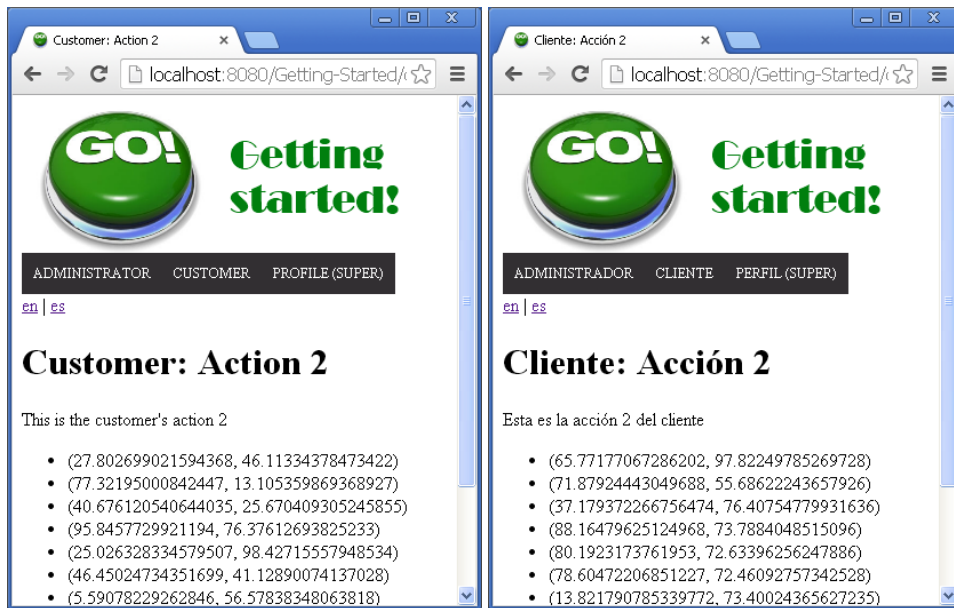 Customer: Action 2
localhost:8080/Getting-Started/
GO!
Getting
started!
ADMINISTRATOR CUSTOMER PROFILE (SUPER)
en | es
Customer: Action 2
This is the customer's action 2
(27.802699021594368, 46.11334378473422)
(77.32195000842447, 13.105359869368927)
(40.676120540644035, 25.670409305245855)
(95.8457729921194, 76.37612693825233)
(25.026328334579507, 98.42715557948534)
(46.45024734351699, 41.12890074137028)
(5.59078229262846, 56.57838348063818)
Cliente: Acción 2
localhost:8080/Getting-Started/
GO!
Getting
started!
ADMINISTRADOR CLIENTE PERFIL (SUPER)
en | es
Cliente: Acción 2
Esta es la acción 2 del cliente
(65.77177067286202, 97.82249785269728)
(71.87924443049688, 55.68622243657926)
(37.179372266756474, 76.40754779931636)
(88.16479625124968, 73.7884048515096)
(80.1923173761953, 72.63396256247886)
(78.60472206851227, 72.46092757342528)
(13.821790785339772, 73.40024365627235)